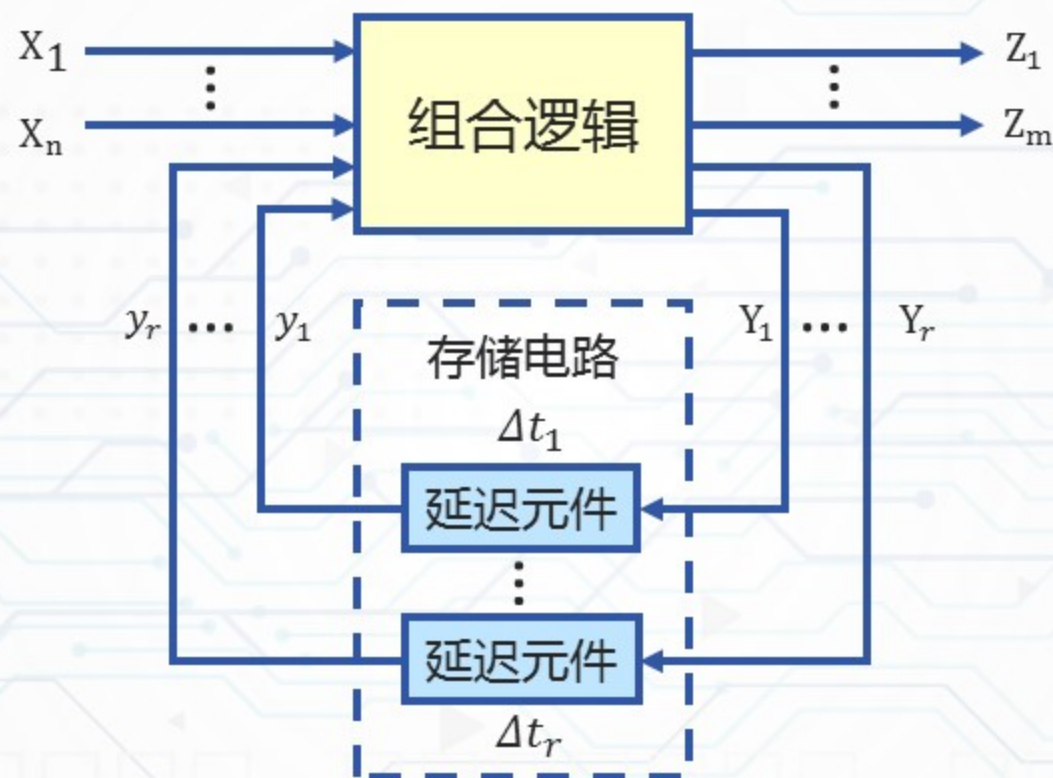 X₁
⋮
Xₙ
组合逻辑
Z₁
⋮
Zₘ
yᵣ ⋯ y₁
Y₁ ⋯ Yᵣ
存储电路
Δt₁
延迟元件
⋮
延迟元件
Δtᵣ